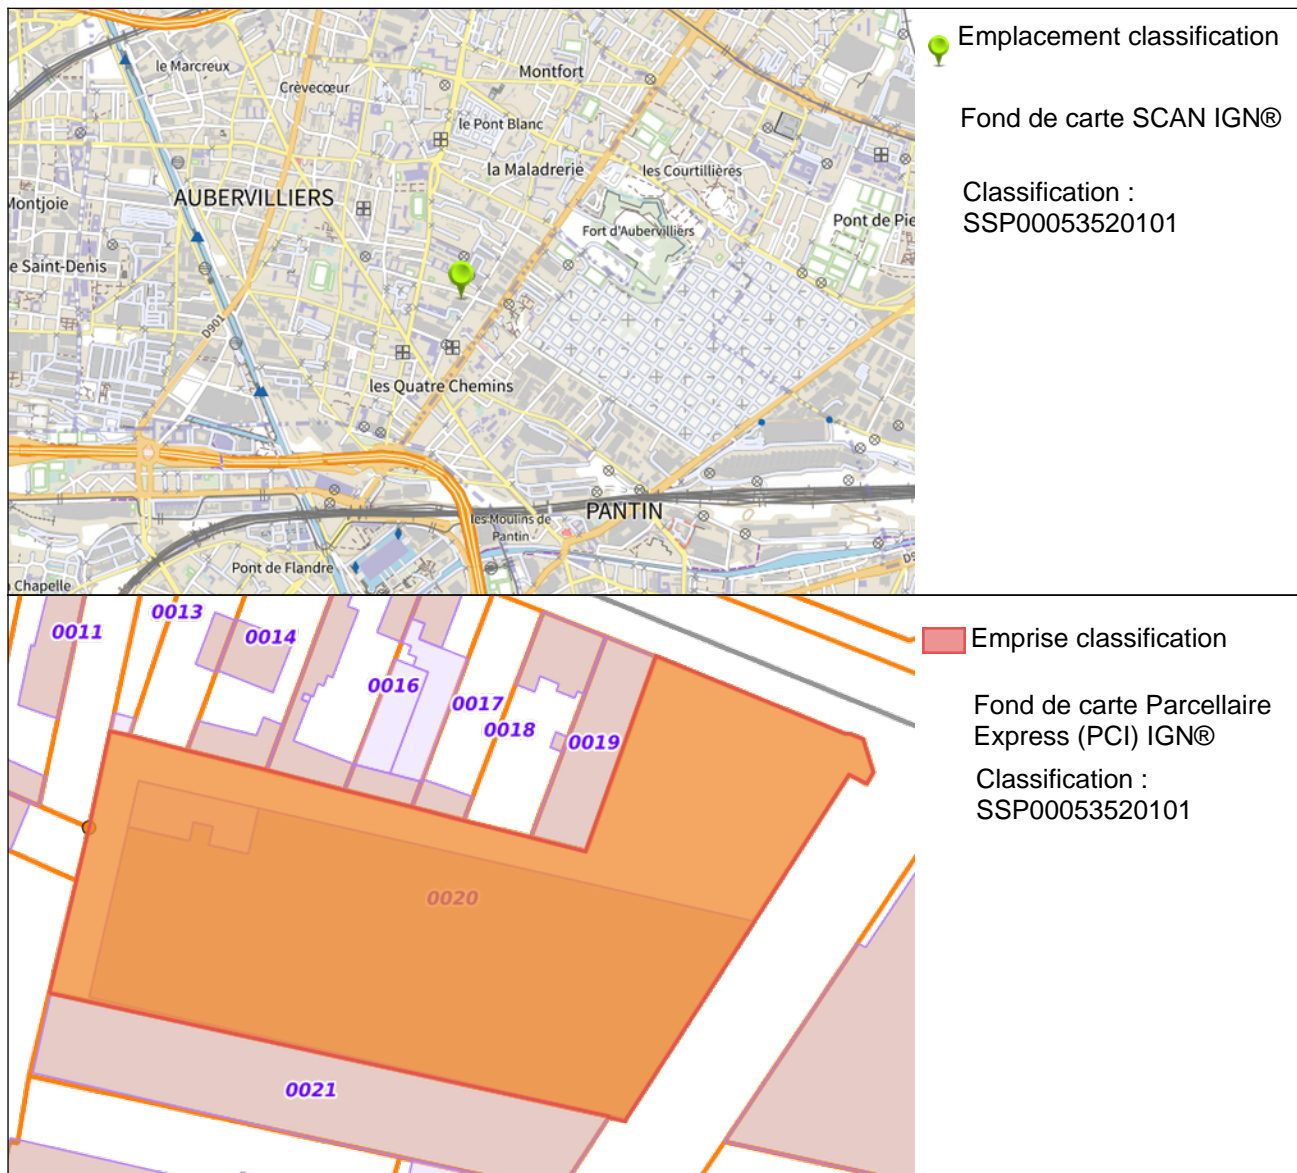 le Marcreux
Crèvecœur
Montfort
le Pont Blanc
la Maladrerie
les Courtillières
AUBERVILLIERS
Montjoie
Fort d'Aubervilliers
Pont de Pie
e Saint-Denis
D901
les Quatre Chemins
PANTIN
les Moulins de
Pantin
Pont de Flandre
a Chapelle
D9
Emplacement classification
Fond de carte SCAN IGN®
Classification :
SSP00053520101
0011
0013
0014
0016
0017
0018
0019
0020
0021
Emprise classification
Fond de carte Parcellaire
Express (PCI) IGN®
Classification :
SSP00053520101